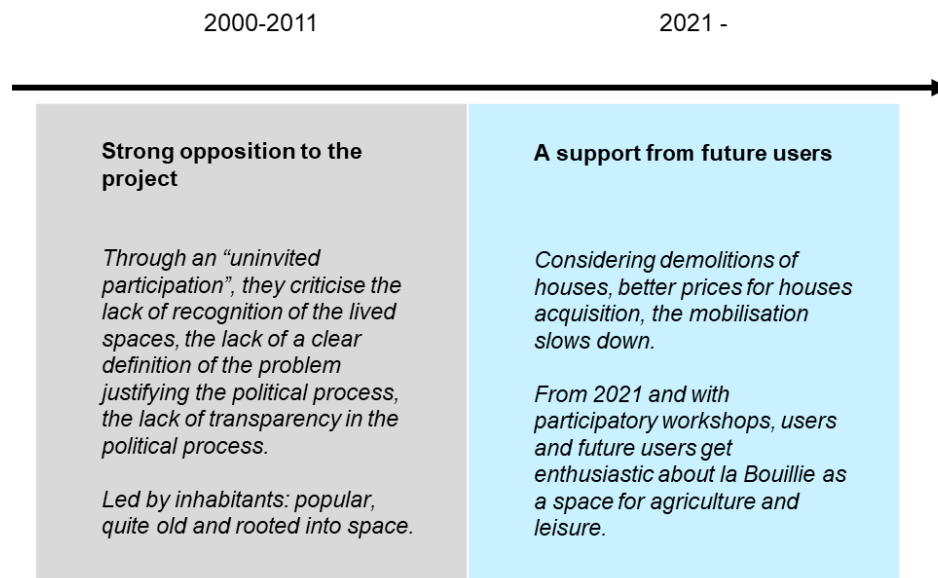 2000-2011
2021 -
Strong opposition to the
project
Through an “uninvited
participation”, they criticise the
lack of recognition of the lived
spaces, the lack of a clear
definition of the problem
justifying the political process,
the lack of transparency in the
political process.
Led by inhabitants: popular,
quite old and rooted into space.
A support from future users
Considering demolitions of
houses, better prices for houses
acquisition, the mobilisation
slows down.
From 2021 and with
participatory workshops, users
and future users get
enthusiastic about la Bouillie as
a space for agriculture and
leisure.